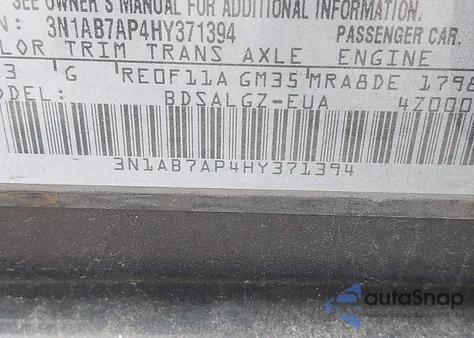 SEE OWNER'S MANUAL FOR ADDITIONAL INFORMATION.
N: 3N1AB7AP4HY371394 PASSENGER CAR.
LOR TRIM TRANS AXLE ENGINE
3 G RE0F11A GM35 MRA8DE 1798
DEL: BDSALGZ-EUA 4Z000
3N1AB7AP4HY371394
autoSnap